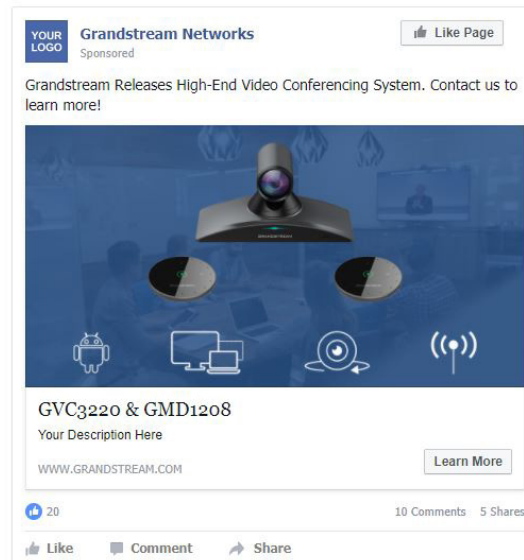 YOUR
LOGO
Grandstream Networks
Like Page
Sponsored
Grandstream Releases High-End Video Conferencing System. Contact us to
learn more!
GVC3220 & GMD1208
Your Description Here
WWW.GRANDSTREAM.COM
Learn More
20
10 Comments 5 Shares
Like Comment Share